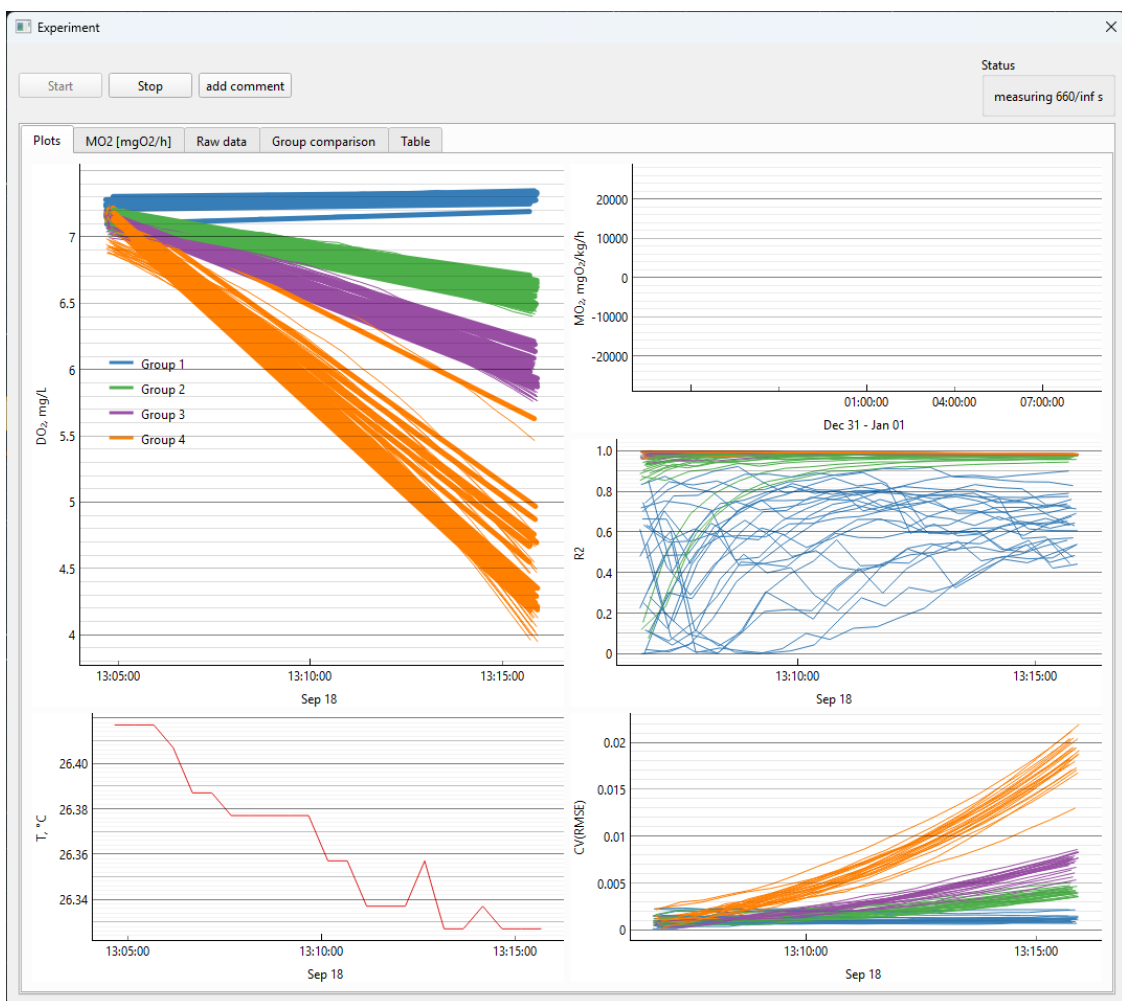 Experiment
Status
Start Stop add comment
measuring 660/inf s
Plots MO2 [mgO2/h] Raw data Group comparison Table
DO₂, mg/L
7
6.5
6
5.5
5
4.5
4
Group 1
Group 2
Group 3
Group 4
13:05:00 13:10:00 13:15:00
Sep 18
MO₂, mgO₂/kg/h
20000
10000
0
-10000
-20000
01:00:00 04:00:00 07:00:00
Dec 31 - Jan 01
R2
1.0
0.8
0.6
0.4
0.2
0
13:10:00 13:15:00
Sep 18
T, °C
26.40
26.38
26.36
26.34
13:05:00 13:10:00 13:15:00
Sep 18
CV(RMSE)
0.02
0.015
0.01
0.005
0
13:10:00 13:15:00
Sep 18